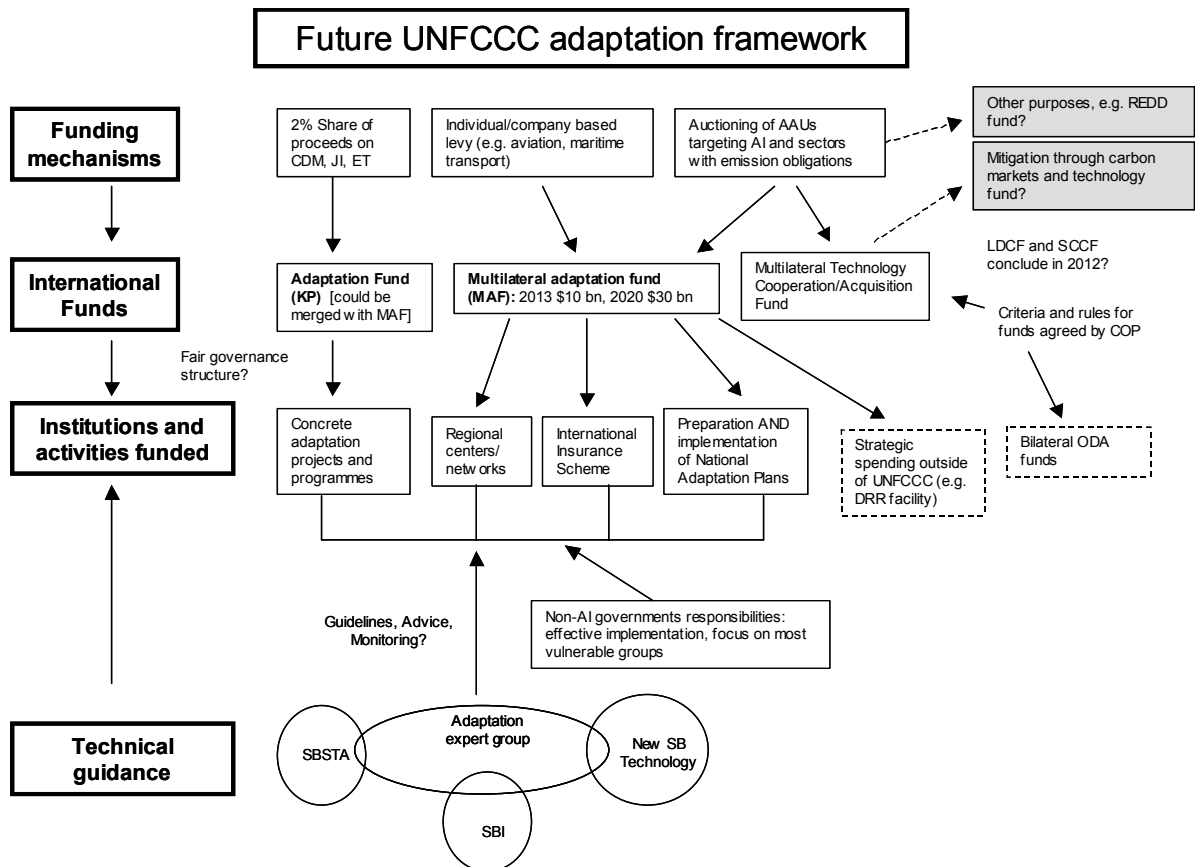 Future UNFCCC adaptation framework
Funding
mechanisms
2% Share of
proceeds on
CDM, JI, ET
Individual/company based
levy (e.g. aviation, maritime
transport)
Auctioning of AAUs
targeting AI and sectors
with emission obligations
Other purposes, e.g. REDD
fund?
Mitigation through carbon
markets and technology
fund?
LDCF and SCCF
conclude in 2012?
International
Funds
Adaptation Fund
(KP) [could be
merged with MAF]
Multilateral adaptation fund
(MAF): 2013 $10 bn, 2020 $30 bn
Multilateral Technology
Cooperation/Acquisition
Fund
Criteria and rules for
funds agreed by COP
Fair governance
structure?
Institutions and
activities funded
Concrete
adaptation
projects and
programmes
Regional
centers/
networks
International
Insurance
Scheme
Preparation AND
implementation
of National
Adaptation Plans
Strategic
spending outside
of UNFCCC (e.g.
DRR facility)
Bilateral ODA
funds
Guidelines, Advice,
Monitoring?
Non-AI governments responsibilities:
effective implementation, focus on most
vulnerable groups
Technical
guidance
SBSTA
Adaptation
expert group
New SB
Technology
SBI